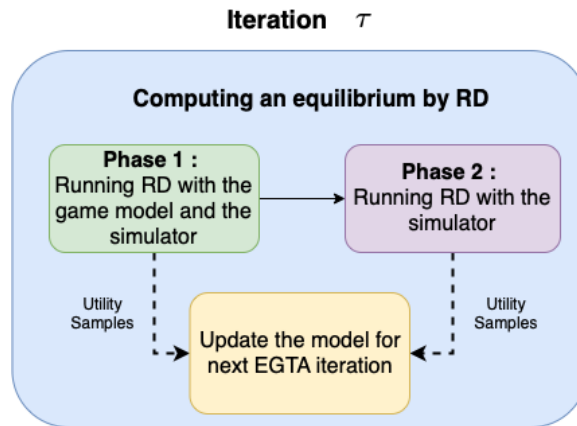 Iteration τ
Computing an equilibrium by RD
Phase 1 :
Running RD with the
game model and the
simulator
Phase 2 :
Running RD with the
simulator
Utility
Samples
Utility
Samples
Update the model for
next EGTA iteration